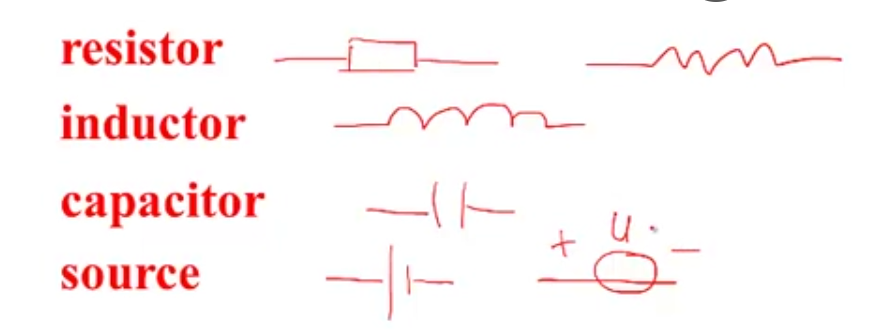 resistor
inductor
capacitor
+ u -
source